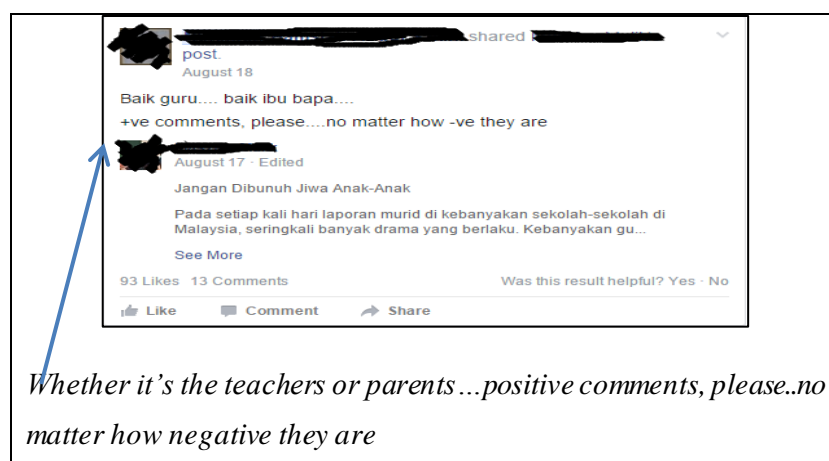 shared
post.
August 18
Baik guru.... baik ibu bapa....
+ve comments, please....no matter how -ve they are
August 17 · Edited
Jangan Dibunuh Jiwa Anak-Anak
Pada setiap kali hari laporan murid di kebanyakan sekolah-sekolah di
Malaysia, seringkali banyak drama yang berlaku. Kebanyakan gu...
See More
93 Likes 13 Comments Was this result helpful? Yes · No
Like Comment Share
Whether it's the teachers or parents...positive comments, please..no
matter how negative they are